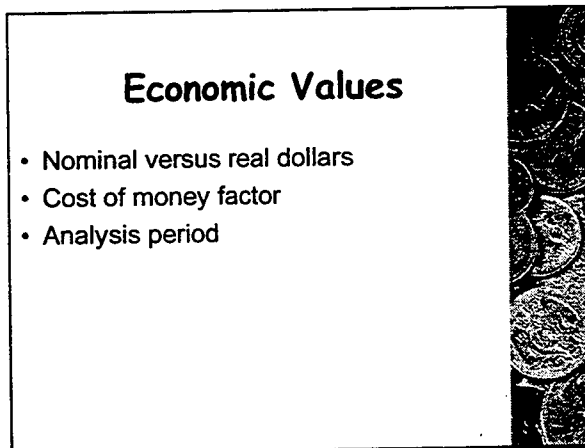 Economic Values
• Nominal versus real dollars
• Cost of money factor
• Analysis period